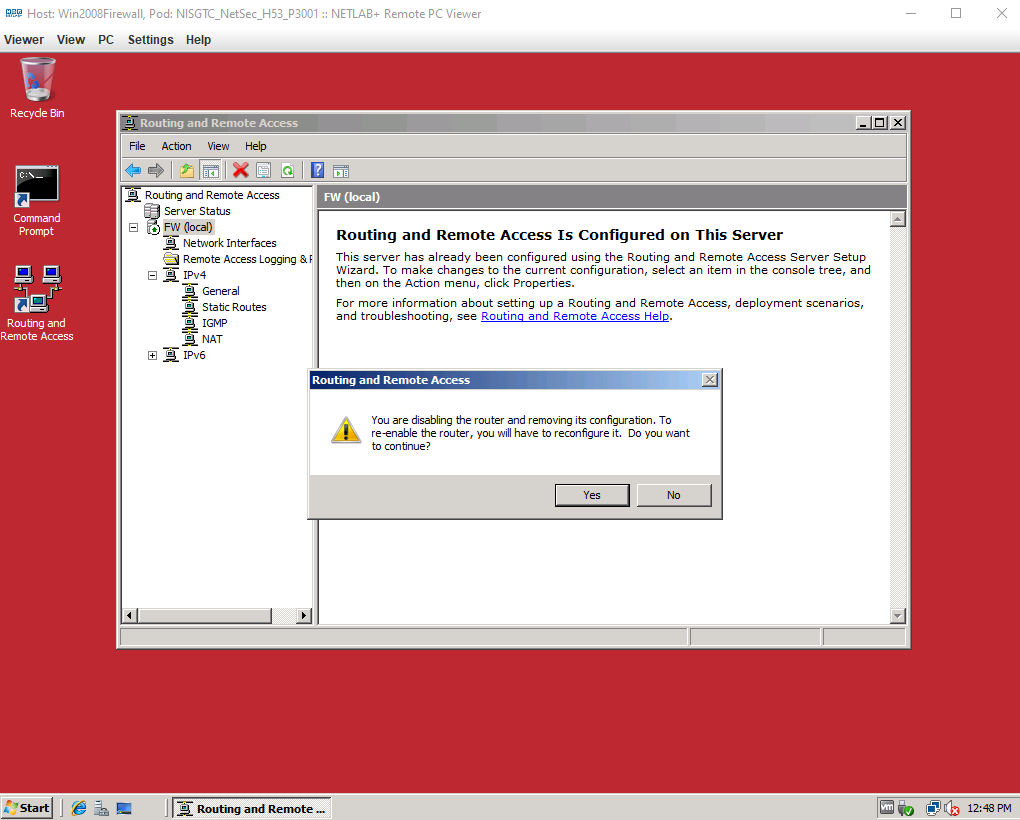 Host: Win2008Firewall, Pod: NISGTC_NetSec_H53_P3001 :: NETLAB+ Remote PC Viewer
Viewer View PC Settings Help
Recycle Bin
Command
Prompt
Routing and
Remote Access
Routing and Remote Access
File Action View Help
Routing and Remote Access
Server Status
FW (local)
Network Interfaces
Remote Access Logging & P
IPv4
General
Static Routes
IGMP
NAT
IPv6
FW (local)
Routing and Remote Access Is Configured on This Server
This server has already been configured using the Routing and Remote Access Server Setup
Wizard. To make changes to the current configuration, select an item in the console tree, and
then on the Action menu, click Properties.
For more information about setting up a Routing and Remote Access, deployment scenarios,
and troubleshooting, see Routing and Remote Access Help.
Routing and Remote Access
You are disabling the router and removing its configuration. To
re-enable the router, you will have to reconfigure it. Do you want
to continue?
Yes No
Start Routing and Remote ... 12:48 PM